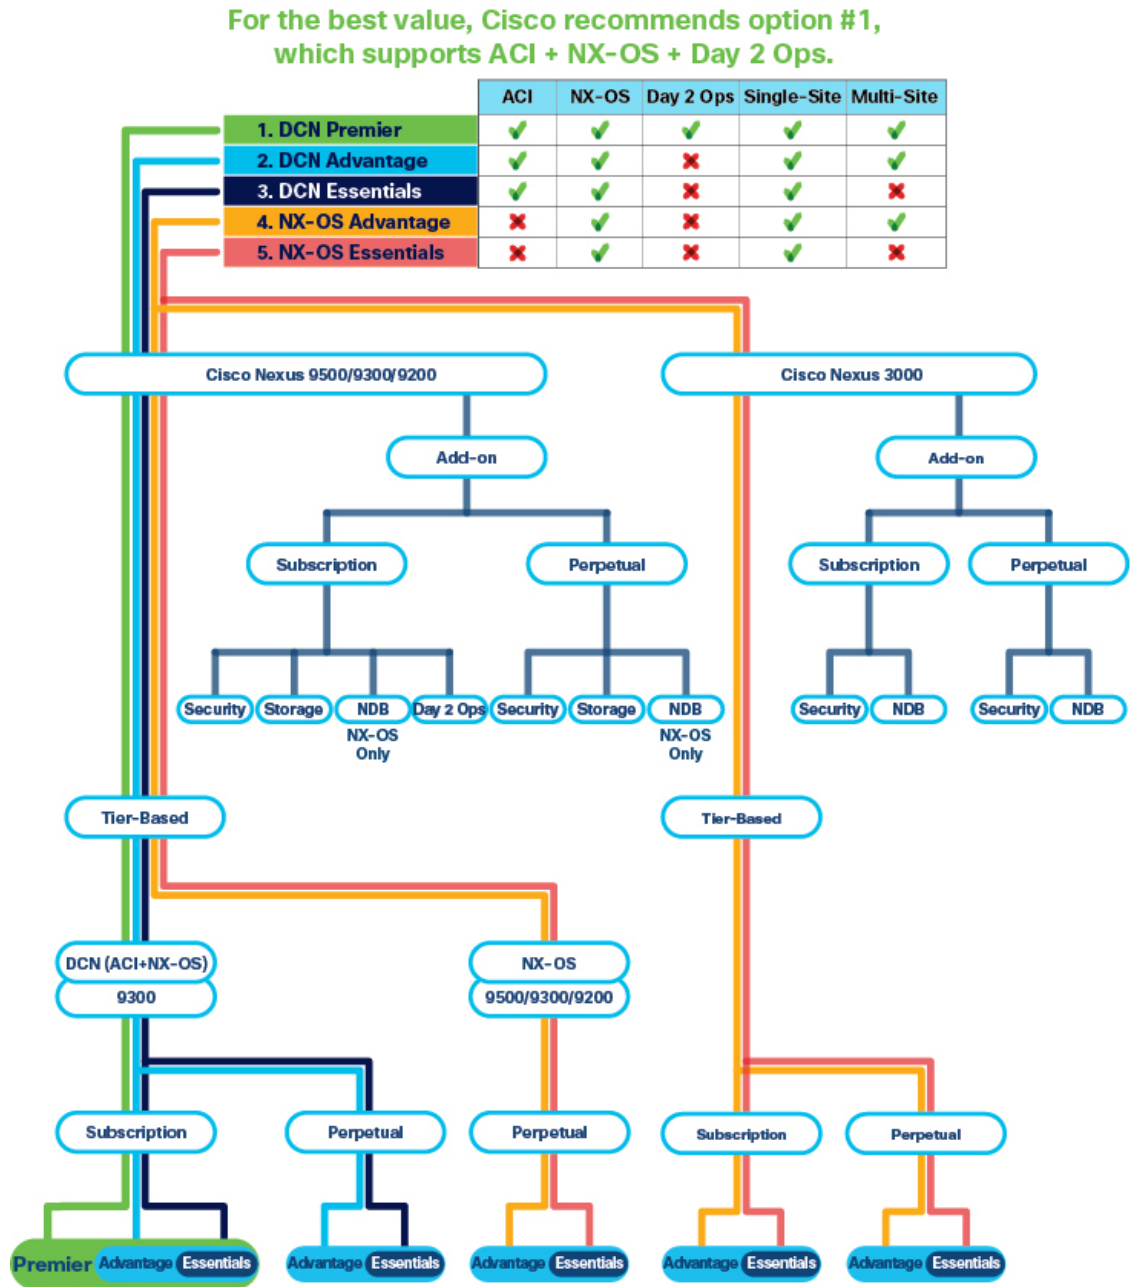 For the best value, Cisco recommends option #1,
which supports ACI + NX-OS + Day 2 Ops.
ACI NX-OS Day 2 Ops Single-Site Multi-Site
1. DCN Premier
2. DCN Advantage
3. DCN Essentials
4. NX-OS Advantage
5. NX-OS Essentials
Cisco Nexus 9500/9300/9200 Cisco Nexus 3000
Add-on Add-on
Subscription Perpetual Subscription Perpetual
Security Storage NDB Day 2 Ops Security Storage NDB Security NDB Security NDB
NX-OS NX-OS
Only Only
Tier-Based Tier-Based
DCN (ACI+NX-OS) NX-OS
9300 9500/9300/9200
Subscription Perpetual Perpetual Subscription Perpetual
Premier Advantage Essentials Advantage Essentials Advantage Essentials Advantage Essentials Advantage Essentials